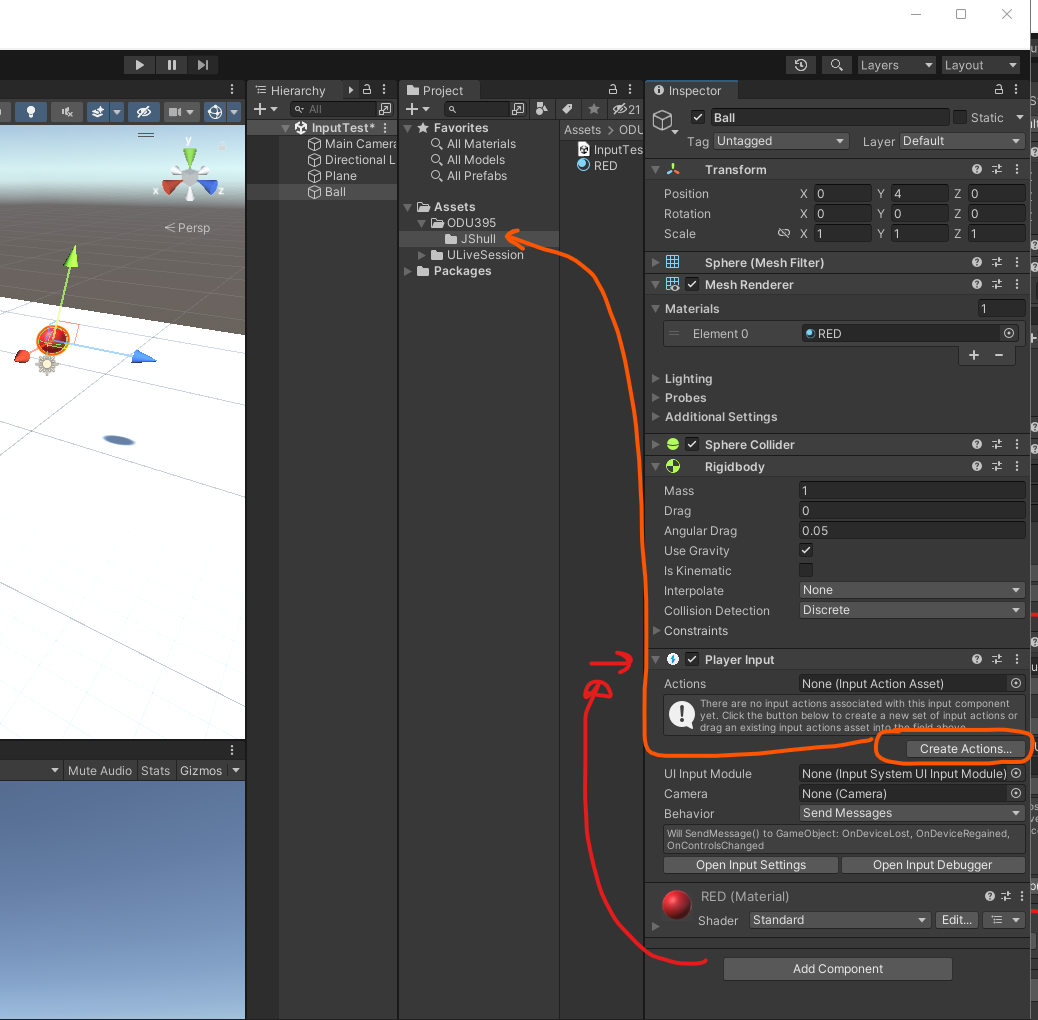 Layers
Layout
Hierarchy
Project
Inspector
All
21
Ball
Static
InputTest*
Favorites
Assets > ODU
Tag Untagged Layer Default
Main Camera
All Materials
InputTes
Directional L
All Models
RED
Transform
Plane
All Prefabs
Ball
Position X 0 Y 4 Z 0
Assets
Rotation X 0 Y 0 Z 0
ODU395
Scale X 1 Y 1 Z 1
JShull
ULiveSession
Packages
y
x
z
< Persp
Sphere (Mesh Filter)
Mesh Renderer
Materials 1
Element 0 RED
+ −
Lighting
Probes
Additional Settings
Sphere Collider
Rigidbody
Mass 1
Drag 0
Angular Drag 0.05
Use Gravity
Is Kinematic
Interpolate None
Collision Detection Discrete
Constraints
Player Input
Actions None (Input Action Asset)
There are no input actions associated with this input component
yet. Click the button below to create a new set of input actions or
drag an existing input actions asset into the field above.
Create Actions...
Mute Audio Stats Gizmos
UI Input Module None (Input System UI Input Module)
Camera None (Camera)
Behavior Send Messages
Will SendMessage() to GameObject: OnDeviceLost, OnDeviceRegained,
OnControlsChanged
Open Input Settings Open Input Debugger
RED (Material)
Shader Standard Edit...
Add Component